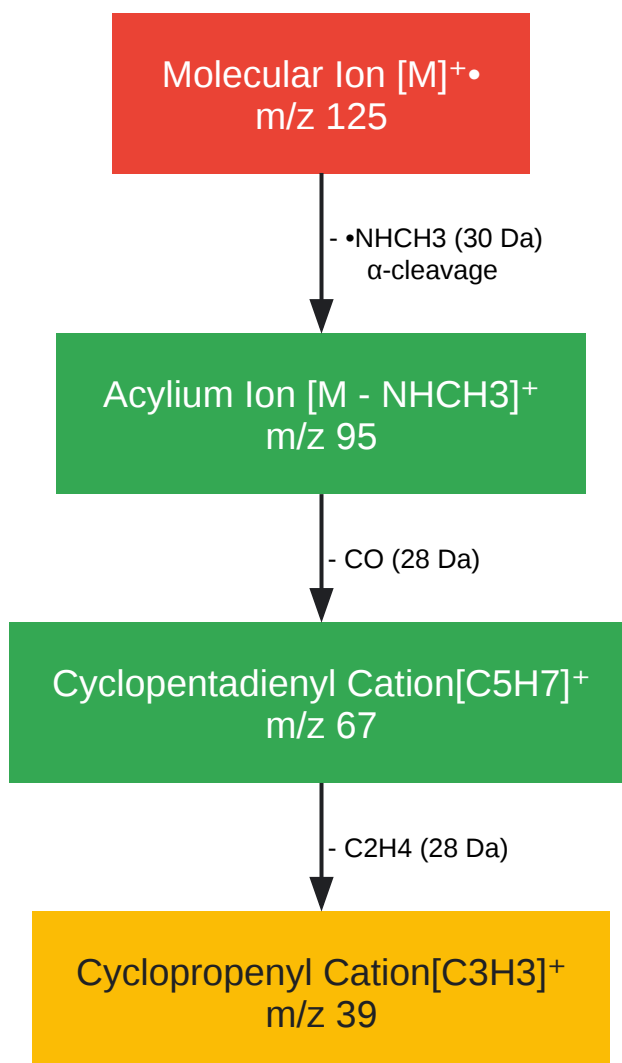 Molecular Ion [M]⁺•
m/z 125
- •NHCH3 (30 Da)
α-cleavage
Acylium Ion [M - NHCH3]⁺
m/z 95
- CO (28 Da)
Cyclopentadienyl Cation[C5H7]⁺
m/z 67
- C2H4 (28 Da)
Cyclopropenyl Cation[C3H3]⁺
m/z 39